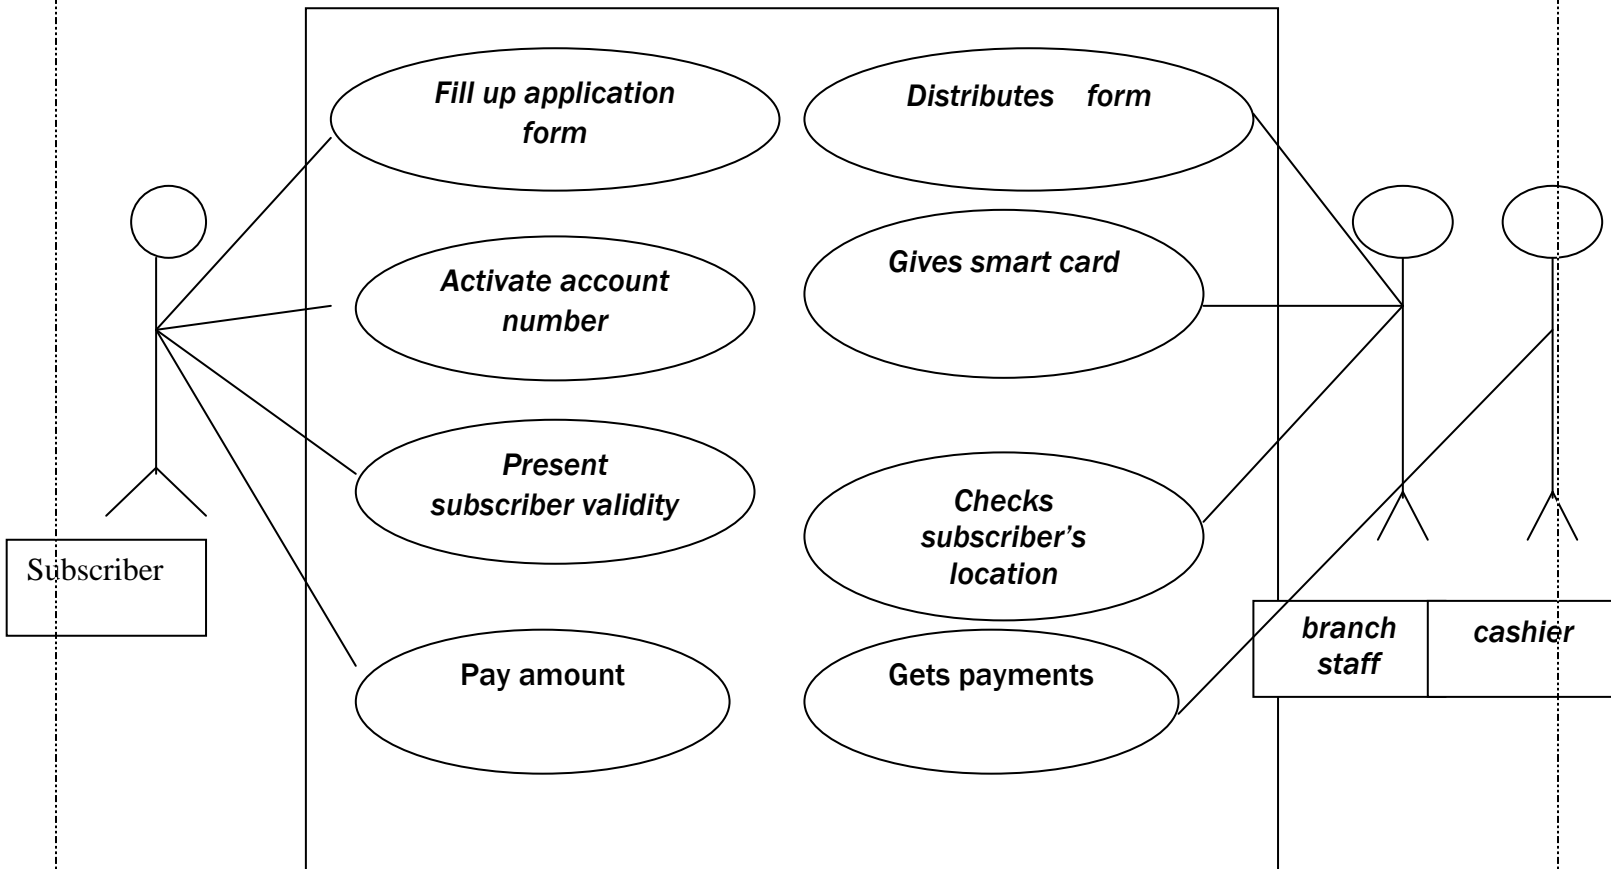 Fill up application
form
Distributes form
Activate account
number
Gives smart card
Present
subscriber validity
Checks
subscriber’s
location
Subscriber
Pay amount
Gets payments
branch
staff
cashier